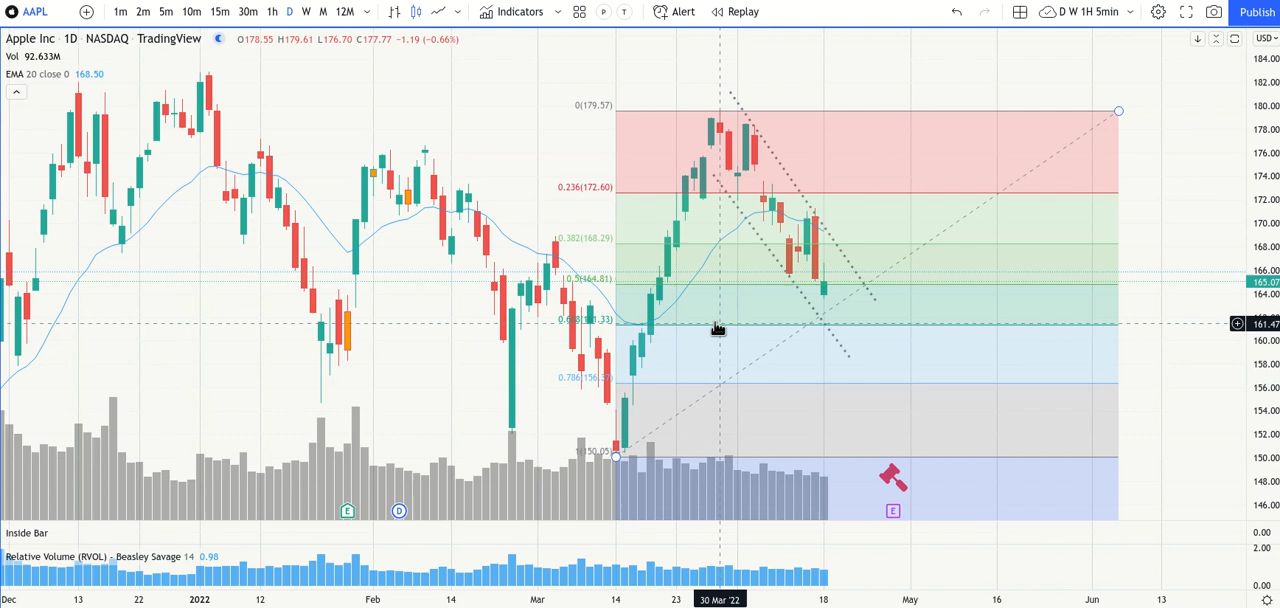 AAPL 1m 2m 5m 10m 15m 30m 1h D W M 12M Indicators P T Alert Replay D W 1H 5min Publish
Apple Inc · 1D · NASDAQ · TradingView O178.55 H179.61 L176.70 C177.77 −1.19 (−0.66%) USD
Vol 92.633M
EMA 20 close 0 168.50
184.00
182.00
0(179.57) 180.00
178.00
176.00
174.00
0.236(172.60) 172.00
170.00
0.382(168.29) 168.00
166.00
0.5(164.81) 165.07
164.00
161.47
160.00
158.00
156.00
154.00
152.00
1(150.05) 150.00
148.00
E D E 146.00
Inside Bar 0.00
Relative Volume (RVOL) - Beasley Savage 14 0.98 2.00
0.00
Dec 13 22 2022 12 Feb 14 Mar 14 23 30 Mar '22 18 May 16 Jun 13